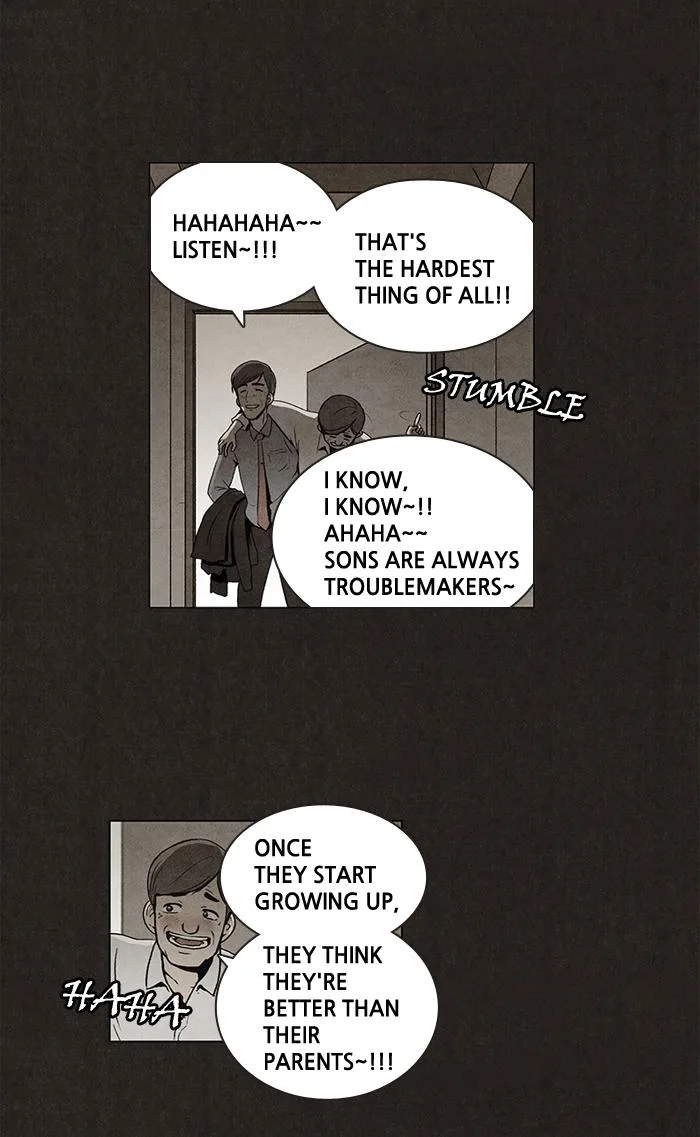 HAHAHAHA~~
LISTEN~!!!
THAT'S
THE HARDEST
THING OF ALL!!
STUMBLE
I KNOW,
I KNOW~!!
AHAHA~~
SONS ARE ALWAYS
TROUBLEMAKERS~
ONCE
THEY START
GROWING UP,
THEY THINK
THEY'RE
BETTER THAN
THEIR
PARENTS~!!!
HAHA